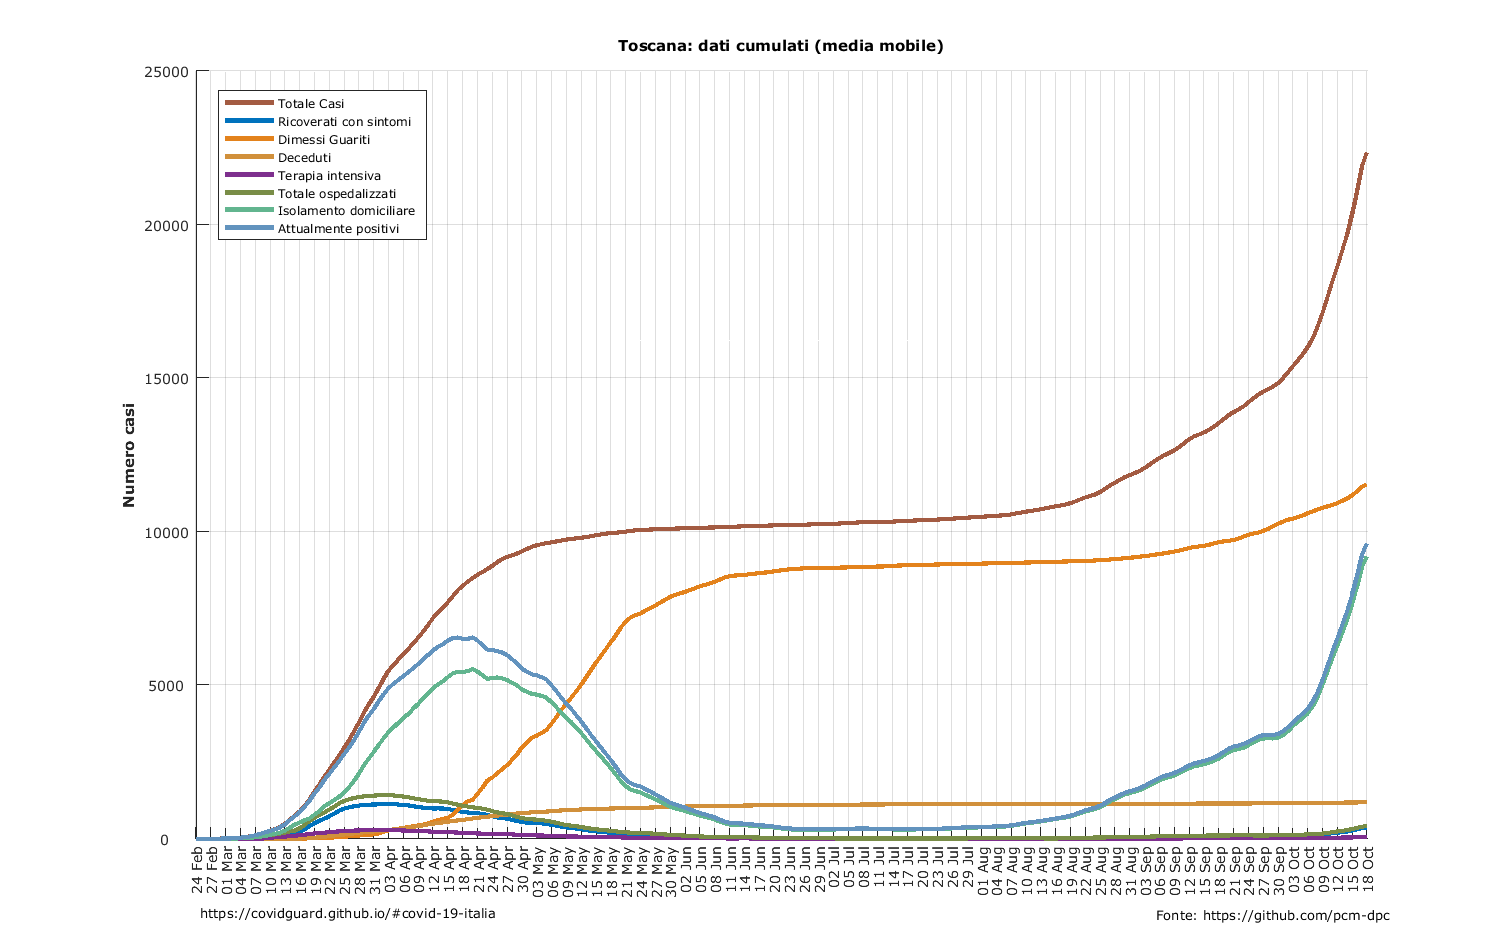 Toscana: dati cumulati (media mobile)
25000
20000
15000
10000
5000
0
Numero casi
Totale Casi
Ricoverati con sintomi
Dimessi Guariti
Deceduti
Terapia intensiva
Totale ospedalizzati
Isolamento domiciliare
Attualmente positivi
24 Feb
27 Feb
01 Mar
04 Mar
07 Mar
10 Mar
13 Mar
16 Mar
19 Mar
22 Mar
25 Mar
28 Mar
31 Mar
03 Apr
06 Apr
09 Apr
12 Apr
15 Apr
18 Apr
21 Apr
24 Apr
27 Apr
30 Apr
03 May
06 May
09 May
12 May
15 May
18 May
21 May
24 May
27 May
30 May
02 Jun
05 Jun
08 Jun
11 Jun
14 Jun
17 Jun
20 Jun
23 Jun
26 Jun
29 Jun
02 Jul
05 Jul
08 Jul
11 Jul
14 Jul
17 Jul
20 Jul
23 Jul
26 Jul
29 Jul
01 Aug
04 Aug
07 Aug
10 Aug
13 Aug
16 Aug
19 Aug
22 Aug
25 Aug
28 Aug
31 Aug
03 Sep
06 Sep
09 Sep
12 Sep
15 Sep
18 Sep
21 Sep
24 Sep
27 Sep
30 Sep
03 Oct
06 Oct
09 Oct
12 Oct
15 Oct
18 Oct
https://covidguard.github.io/#covid-19-italia
Fonte: https://github.com/pcm-dpc